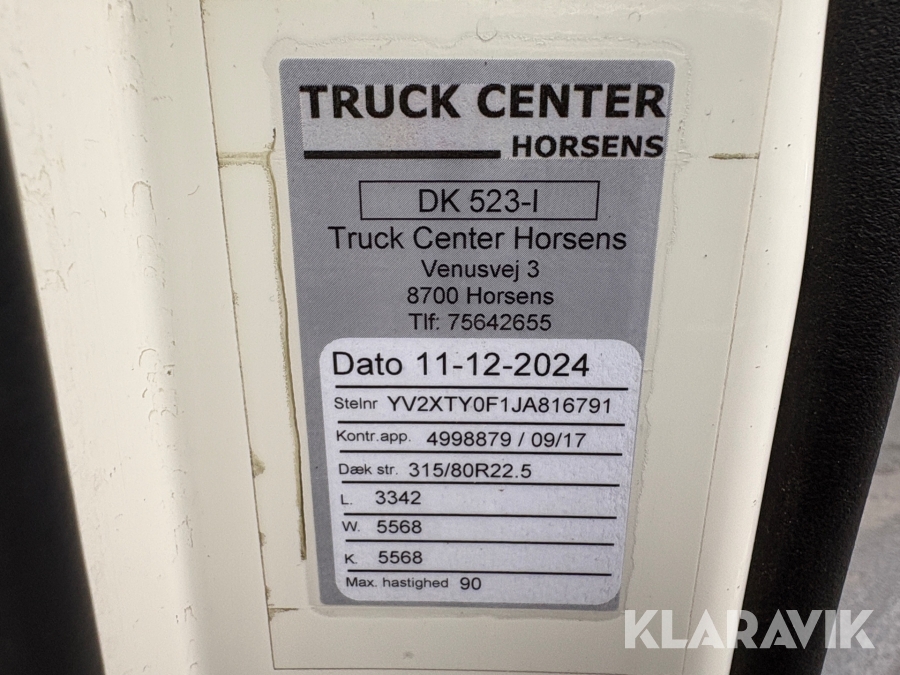 TRUCK CENTER
HORSENS
DK 523-I
Truck Center Horsens
Venusvej 3
8700 Horsens
Tlf: 75642655
Dato 11-12-2024
Stelnr YV2XTY0F1JA816791
Kontr.app. 4998879 / 09/17
Dæk str. 315/80R22.5
L. 3342
W. 5568
K. 5568
Max. hastighed 90
KLARAVIK